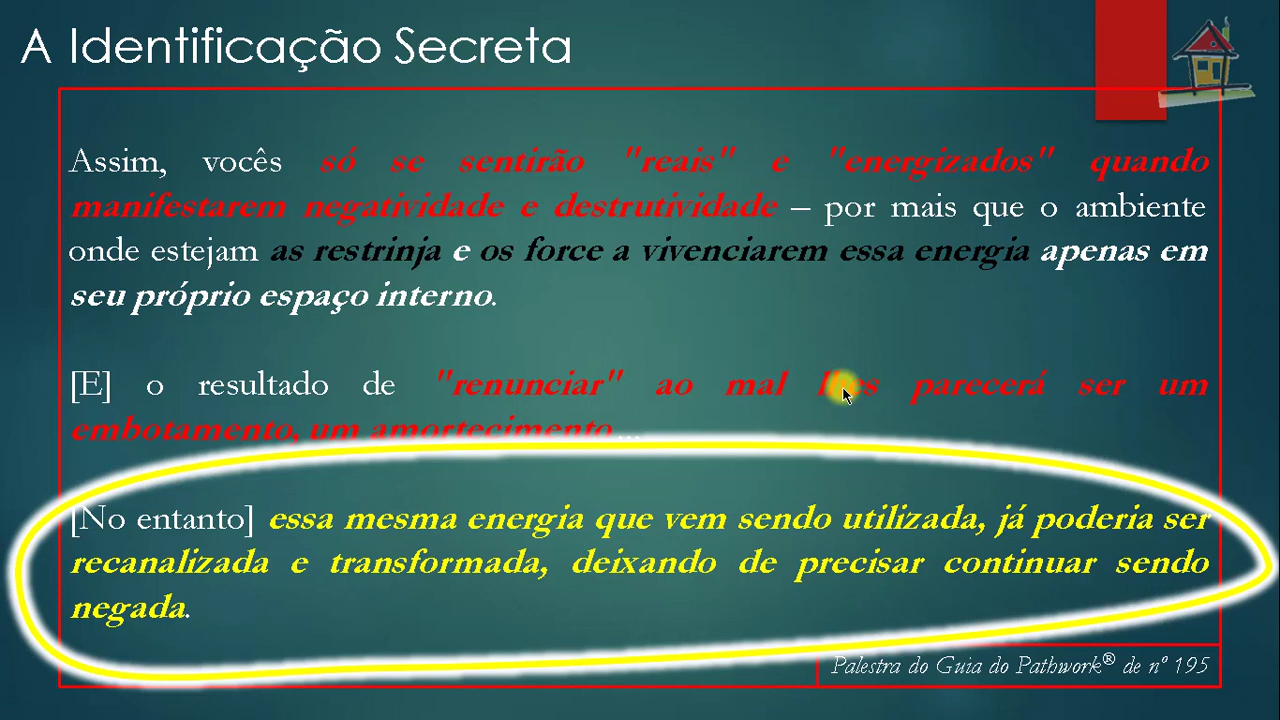 A Identificação Secreta
Assim, vocês só se sentirão "reais" e "energizados" quando
manifestarem negatividade e destrutividade – por mais que o ambiente
onde estejam as restrinja e os force a vivenciarem essa energia apenas em
seu próprio espaço interno.
[E] o resultado de "renunciar" ao mal parecerá ser um
embotamento, um amortecimento...
[No entanto] essa mesma energia que vem sendo utilizada, já poderia ser
recanalizada e transformada, deixando de precisar continuar sendo
negada.
Palestra do Guia do Pathwork® de nº 195